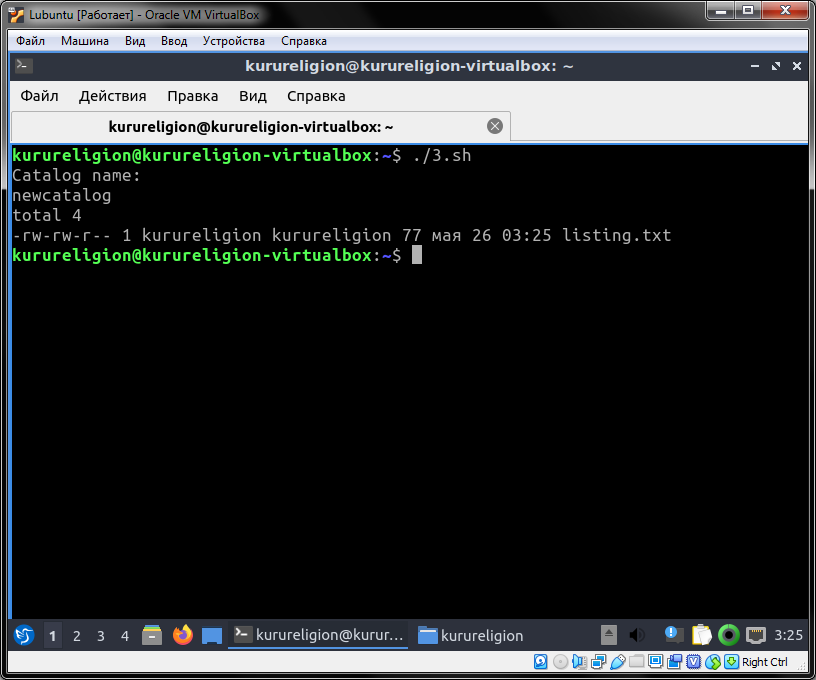 Lubuntu [Работает] - Oracle VM VirtualBox
Файл Машина Вид Ввод Устройства Справка
kurureligion@kurureligion-virtualbox: ~
Файл Действия Правка Вид Справка
kurureligion@kurureligion-virtualbox: ~
kurureligion@kurureligion-virtualbox:~$ ./3.sh
Catalog name:
newcatalog
total 4
-rw-rw-r-- 1 kurureligion kurureligion 77 мая 26 03:25 listing.txt
kurureligion@kurureligion-virtualbox:~$
1 2 3 4 kurureligion@kurur... kurureligion 3:25
Right Ctrl